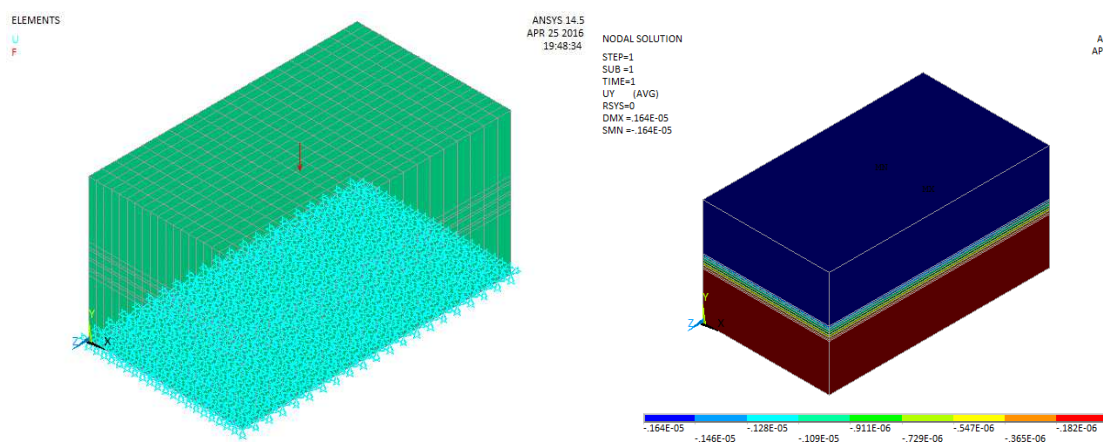 ELEMENTS
U
F
ANSYS 14.5
APR 25 2016
19:48:34
Y
Z
X
NODAL SOLUTION
STEP=1
SUB =1
TIME=1
UY (AVG)
RSYS=0
DMX =.164E-05
SMN =-.164E-05
A
AP
Y
Z
X
-.164E-05 -.128E-05 -.911E-06 -.547E-06 -.182E-06
-.146E-05 -.109E-05 -.729E-06 -.365E-06